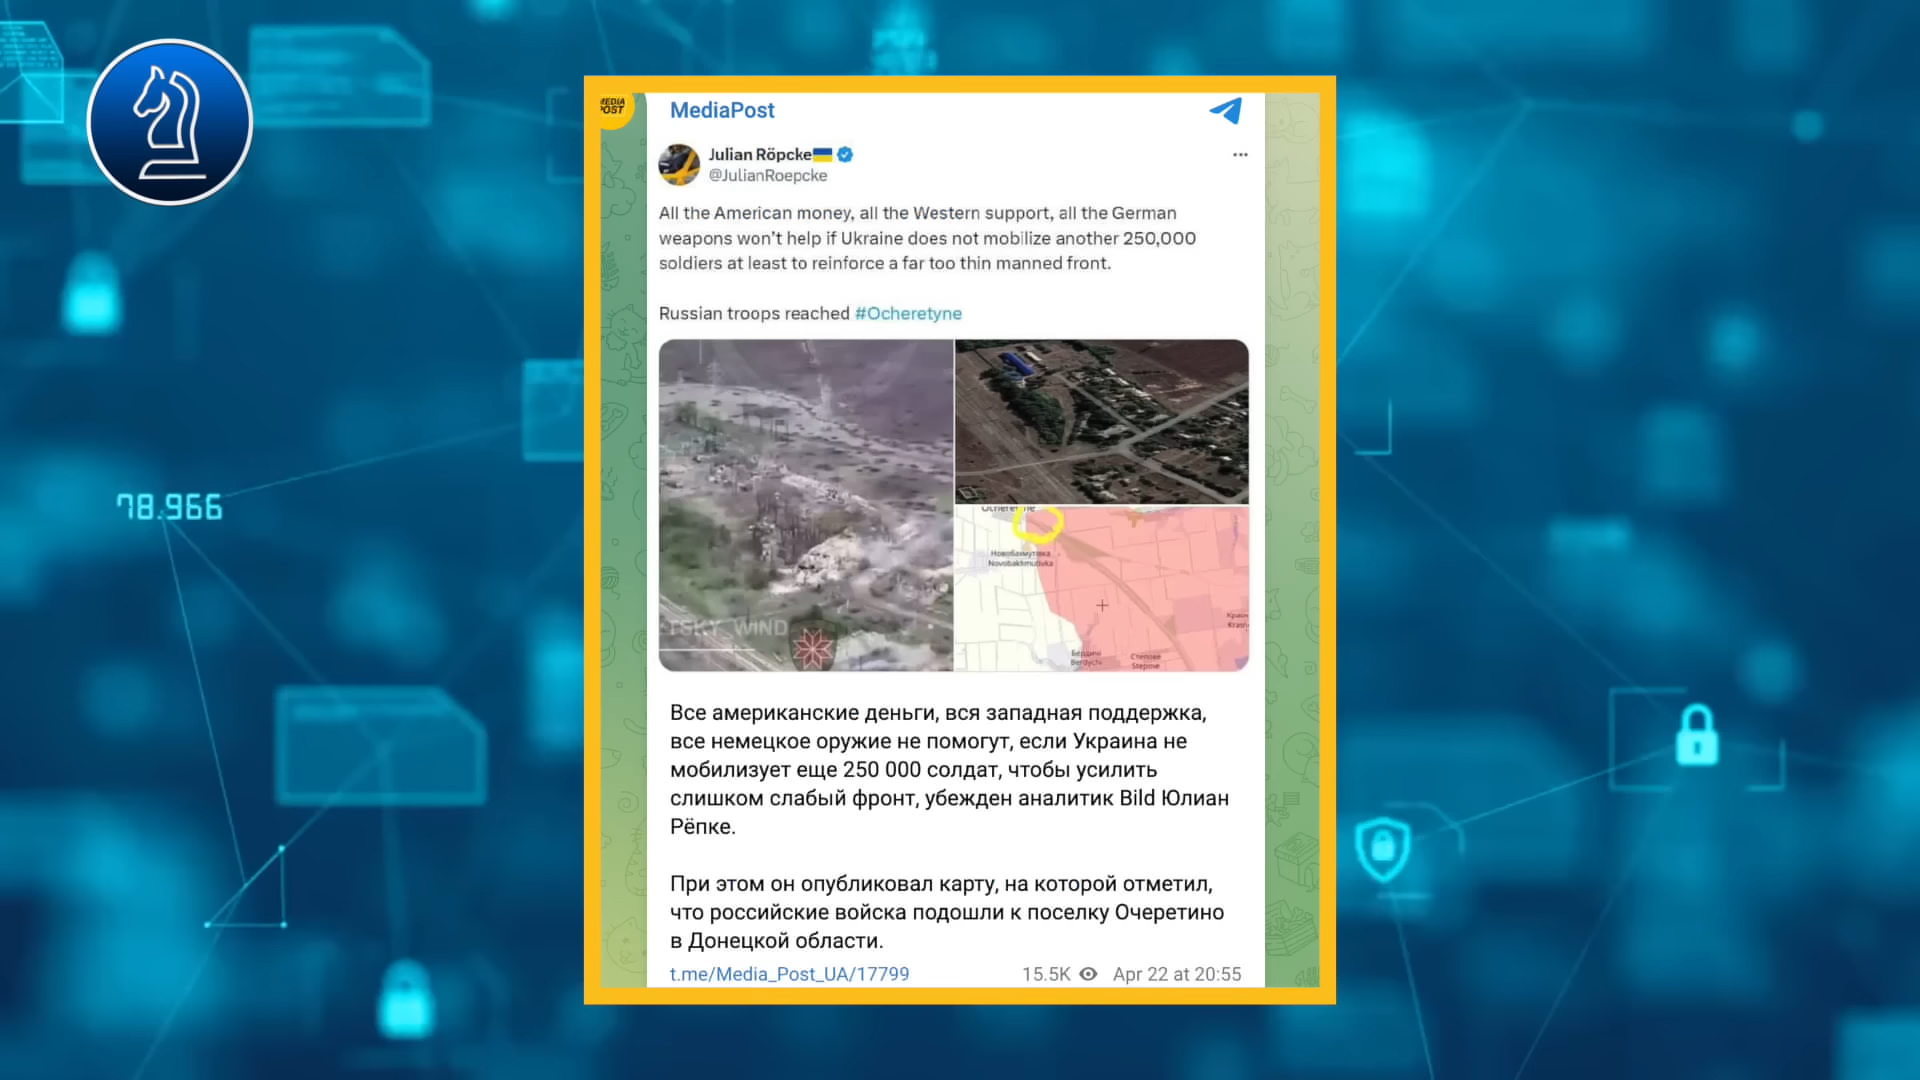 MEDIA
POST
MediaPost
Julian Röpcke
@JulianRoepcke
All the American money, all the Western support, all the German
weapons won't help if Ukraine does not mobilize another 250,000
soldiers at least to reinforce a far too thin manned front.
Russian troops reached #Ocheretyne
Ocheretyne
Новобахмутівка
Novobakhmutivka
TSKY_WIND
Бердичі
Berdychi
Степове
Stepove
Все американские деньги, вся западная поддержка,
все немецкое оружие не помогут, если Украина не
мобилизует еще 250 000 солдат, чтобы усилить
слишком слабый фронт, убежден аналитик Bild Юлиан
Рёпке.
При этом он опубликовал карту, на которой отметил,
что российские войска подошли к поселку Очеретино
в Донецкой области.
t.me/Media_Post_UA/17799 15.5K Apr 22 at 20:55
78.966